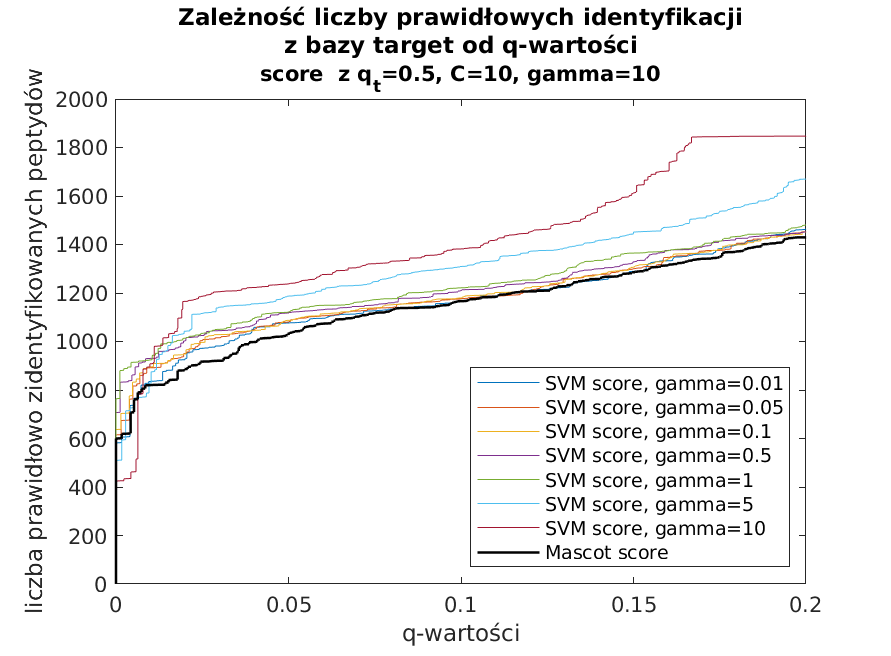 Zależność liczby prawidłowych identyfikacji
z bazy target od q-wartości
score z qt=0.5, C=10, gamma=10
liczba prawidłowo zidentyfikowanych peptydów
2000
1800
1600
1400
1200
1000
800
600
400
200
0
SVM score, gamma=0.01
SVM score, gamma=0.05
SVM score, gamma=0.1
SVM score, gamma=0.5
SVM score, gamma=1
SVM score, gamma=5
SVM score, gamma=10
Mascot score
0 0.05 0.1 0.15 0.2
q-wartości